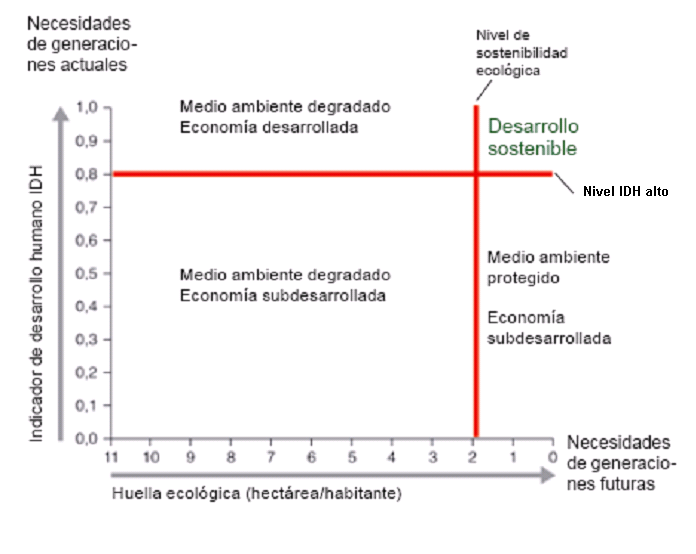 Necesidades
de generacio-
nes actuales
Nivel de
sostenibilidad
ecológica
Medio ambiente degradado
Economía desarrollada
Desarrollo
sostenible
Nivel IDH alto
Medio ambiente degradado
Economía subdesarrollada
Medio ambiente
protegido
Economía
subdesarrollada
Indicador de desarrollo humano IDH
1,0
0,9
0,8
0,7
0,6
0,5
0,4
0,3
0,2
0,1
0,0
11 10 9 8 7 6 5 4 3 2 1 0
Necesidades
de generacio-
nes futuras
Huella ecológica (hectárea/habitante)